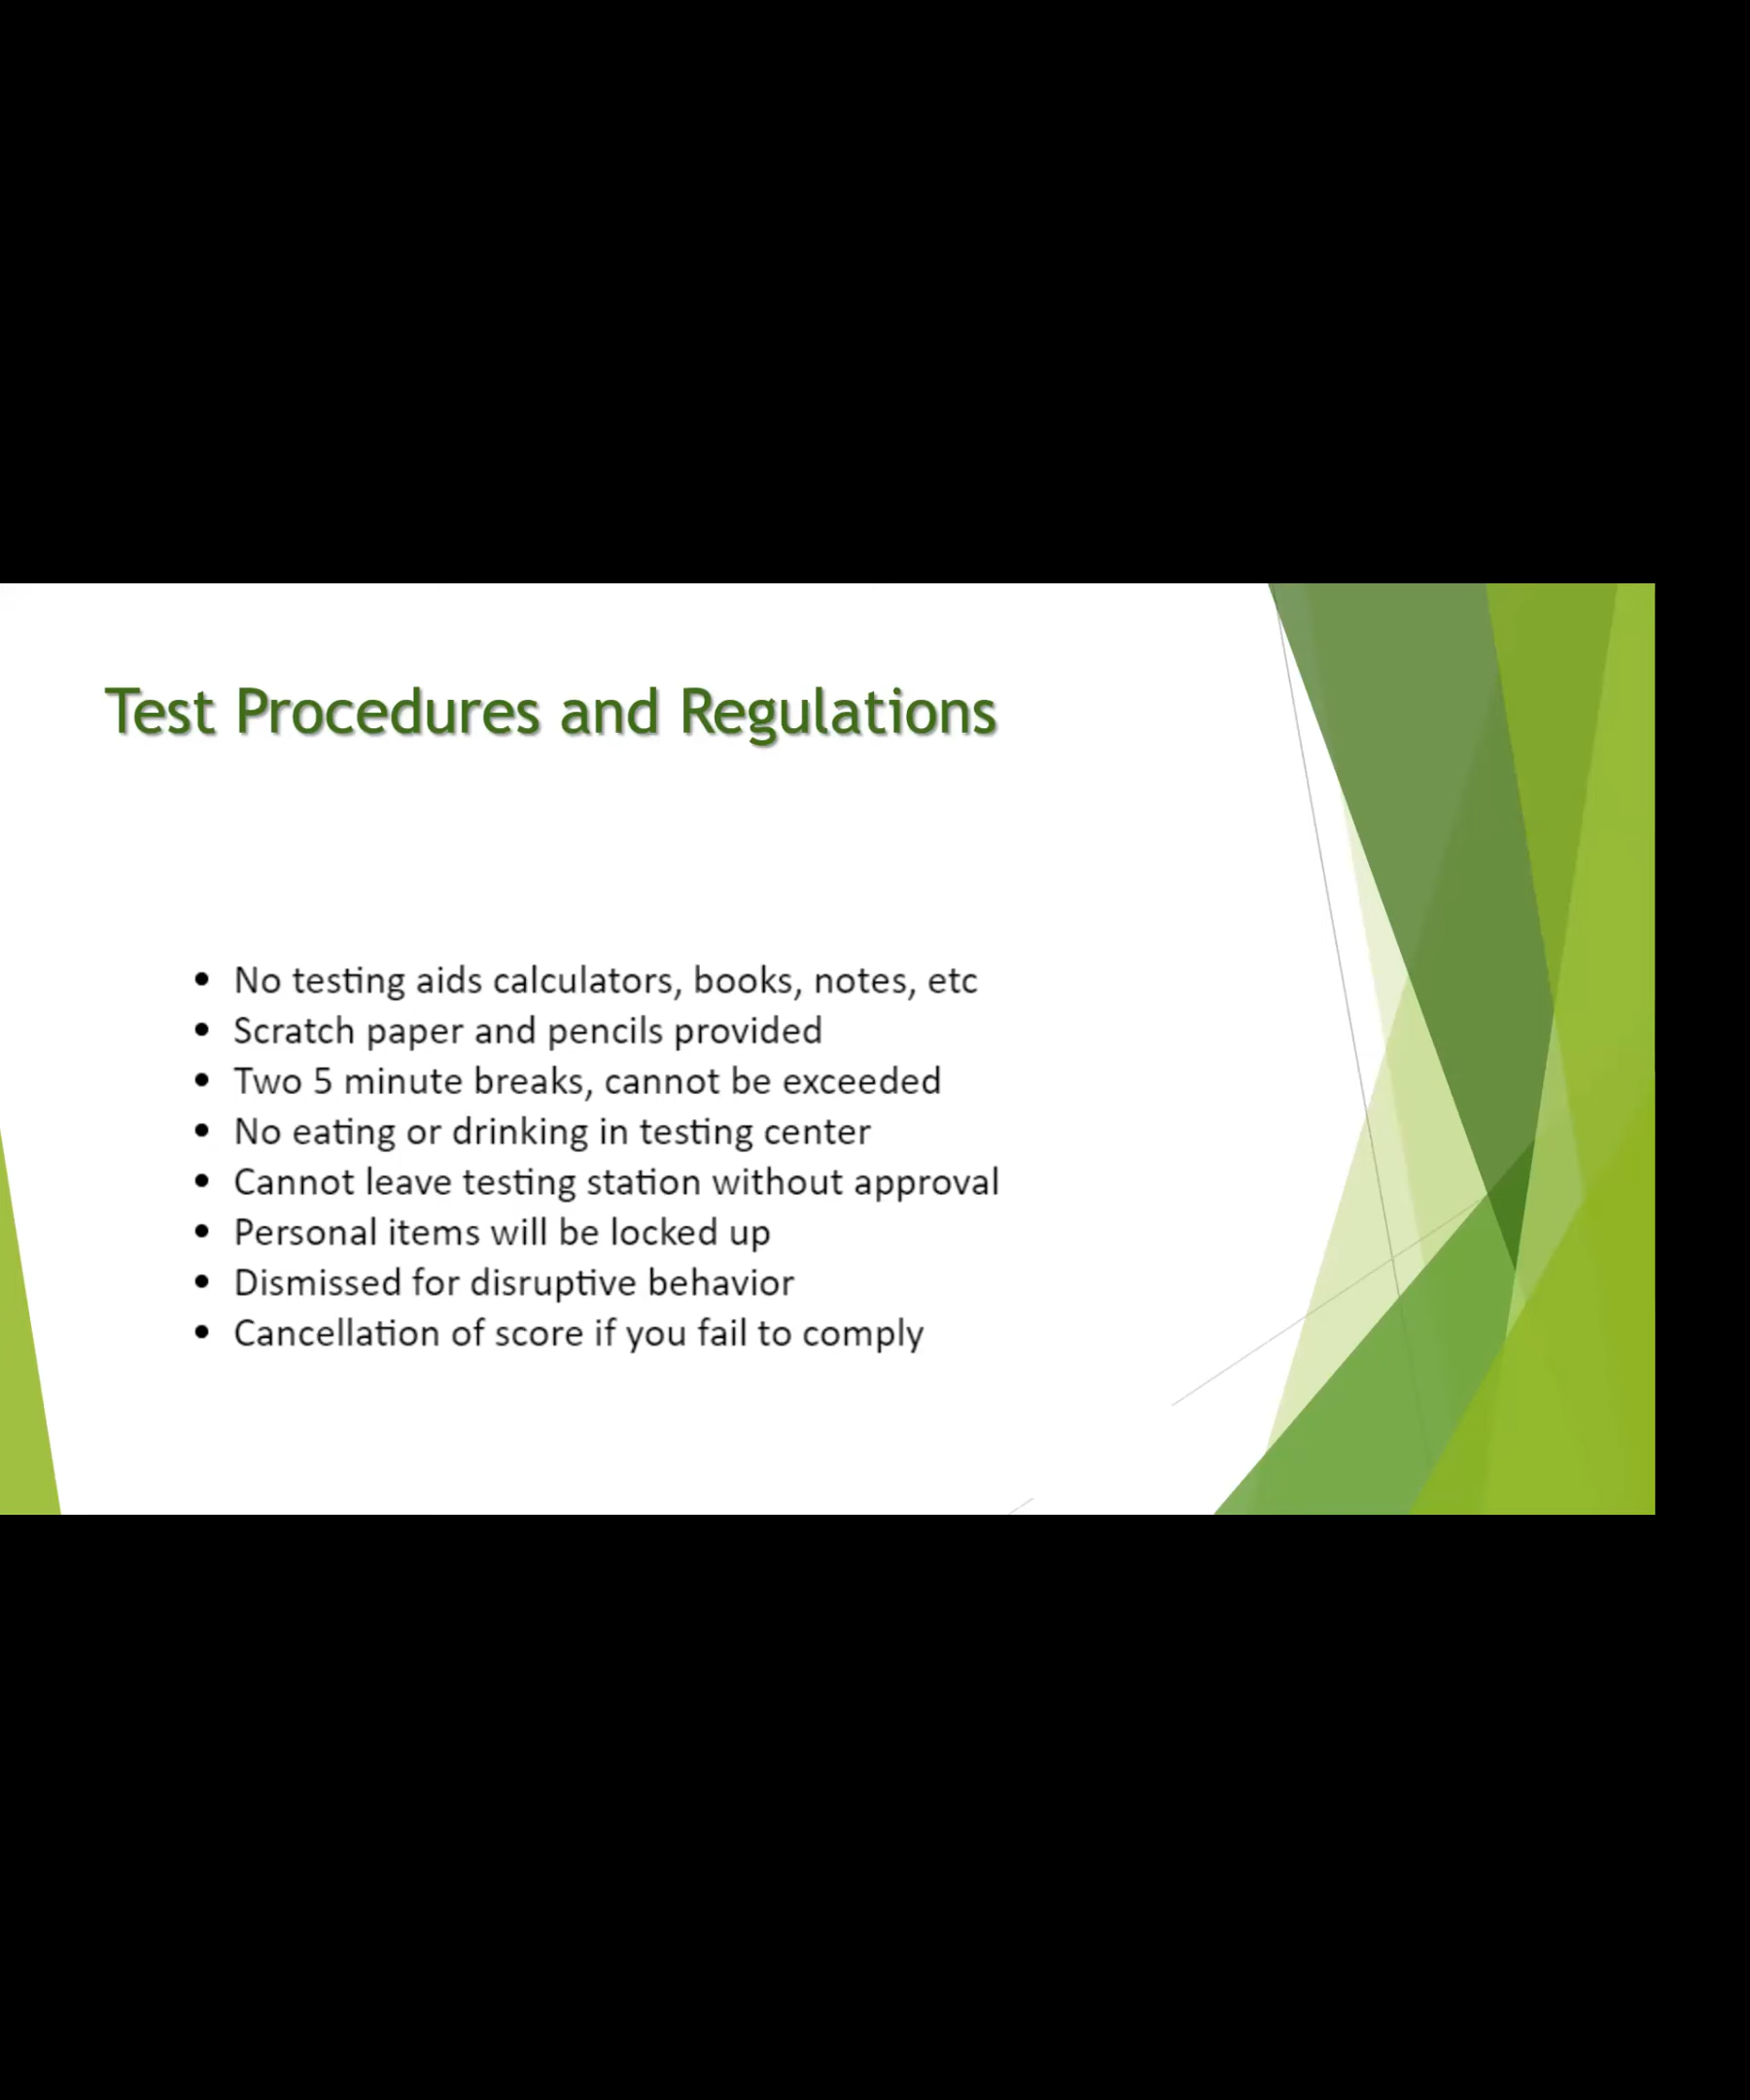 Test Procedures and Regulations
• No testing aids calculators, books, notes, etc
• Scratch paper and pencils provided
• Two 5 minute breaks, cannot be exceeded
• No eating or drinking in testing center
• Cannot leave testing station without approval
• Personal items will be locked up
• Dismissed for disruptive behavior
• Cancellation of score if you fail to comply